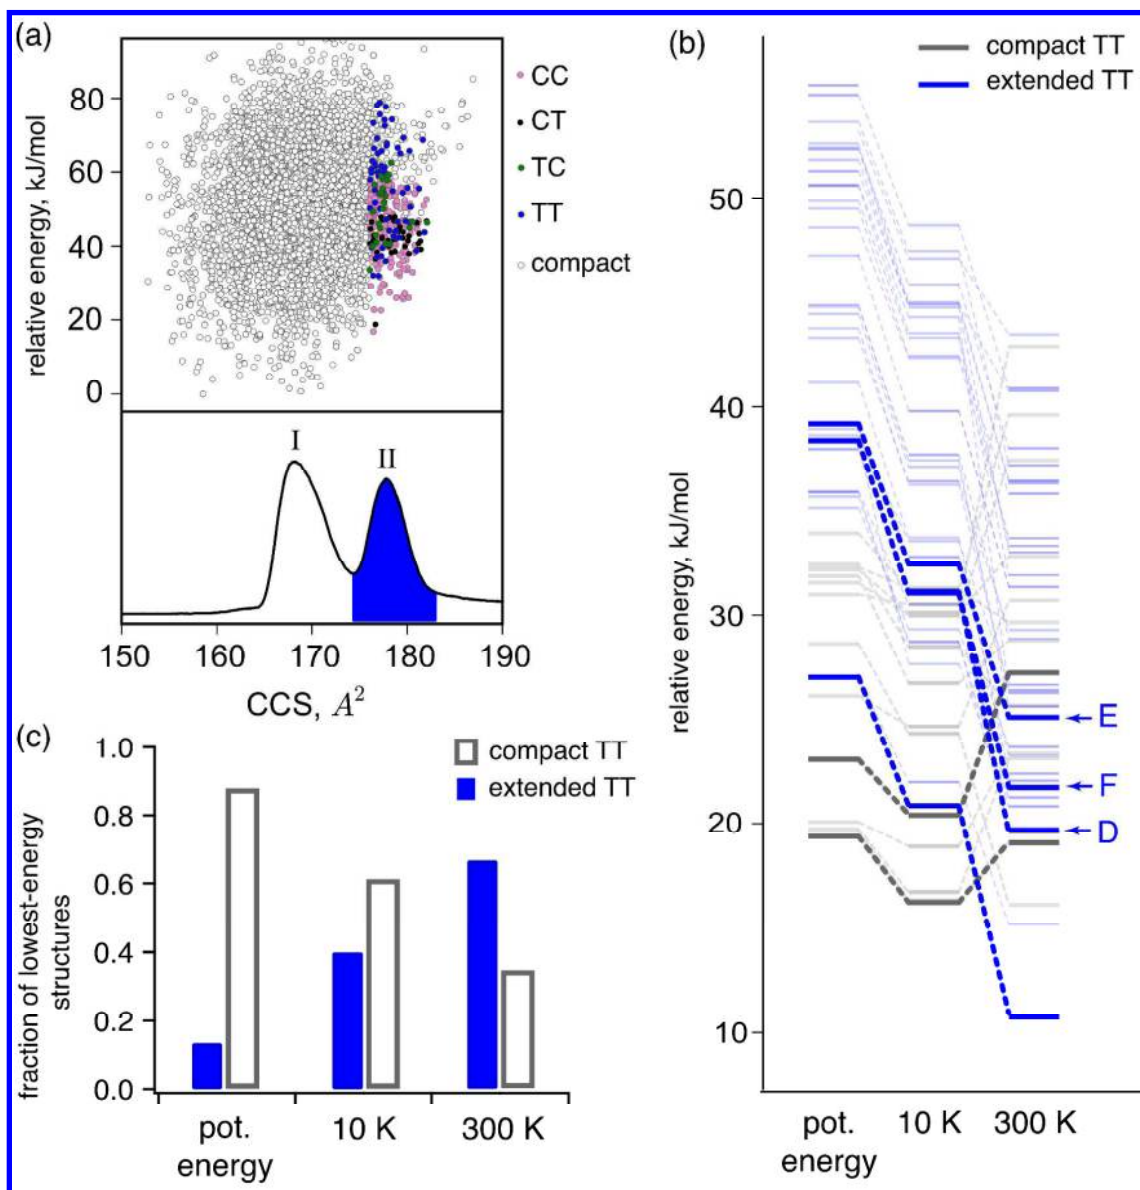 (a)
relative energy, kJ/mol
80
60
40
20
0
CC
CT
TC
TT
compact
I
II
150 160 170 180 190
CCS, A²
(b)
compact TT
extended TT
relative energy, kJ/mol
50
40
30
20
10
E
F
D
pot. energy
10 K
300 K
(c)
fraction of lowest-energy
structures
1.0
0.8
0.6
0.4
0.2
0.0
compact TT
extended TT
pot.
energy
10 K
300 K